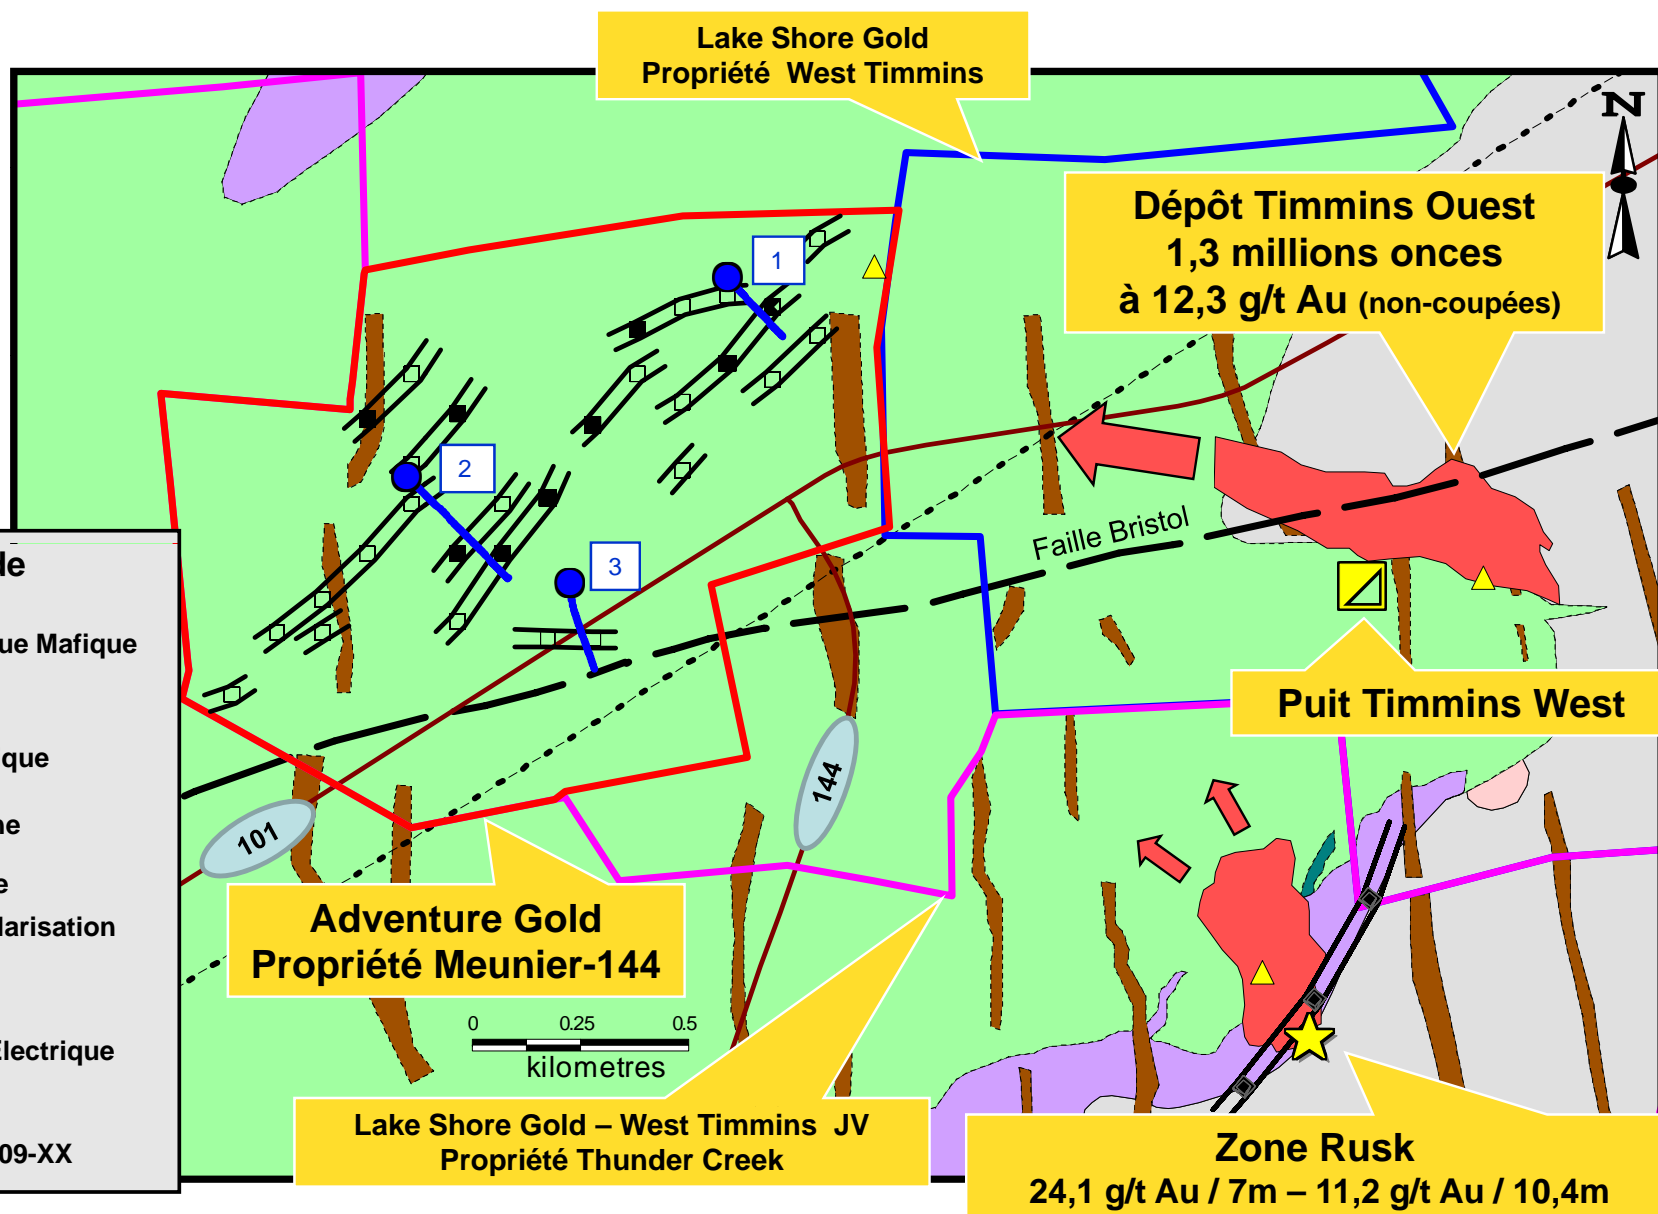 Lake Shore Gold
Propriété West Timmins
N
Dépôt Timmins Ouest
1,3 millions onces
à 12,3 g/t Au (non-coupées)
1
2
3
Faille Bristol
de
ue Mafique
Puit Timmins West
que
ne
e
larisation
144
101
Adventure Gold
Propriété Meunier-144
0 0.25 0.5
kilometres
Électrique
Lake Shore Gold – West Timmins JV
Propriété Thunder Creek
09-XX
Zone Rusk
24,1 g/t Au / 7m – 11,2 g/t Au / 10,4m